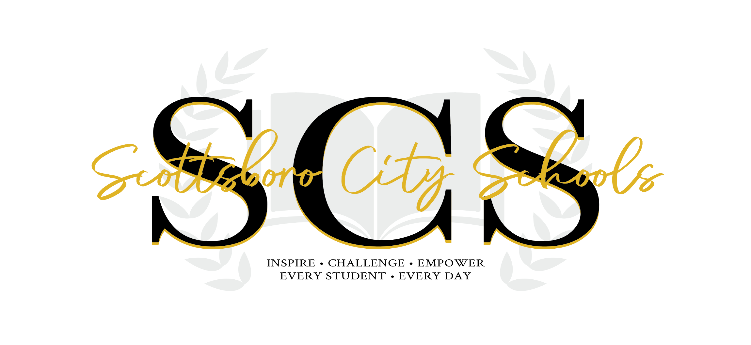 SCS
Scottsboro City Schools
INSPIRE • CHALLENGE • EMPOWER
EVERY STUDENT • EVERY DAY